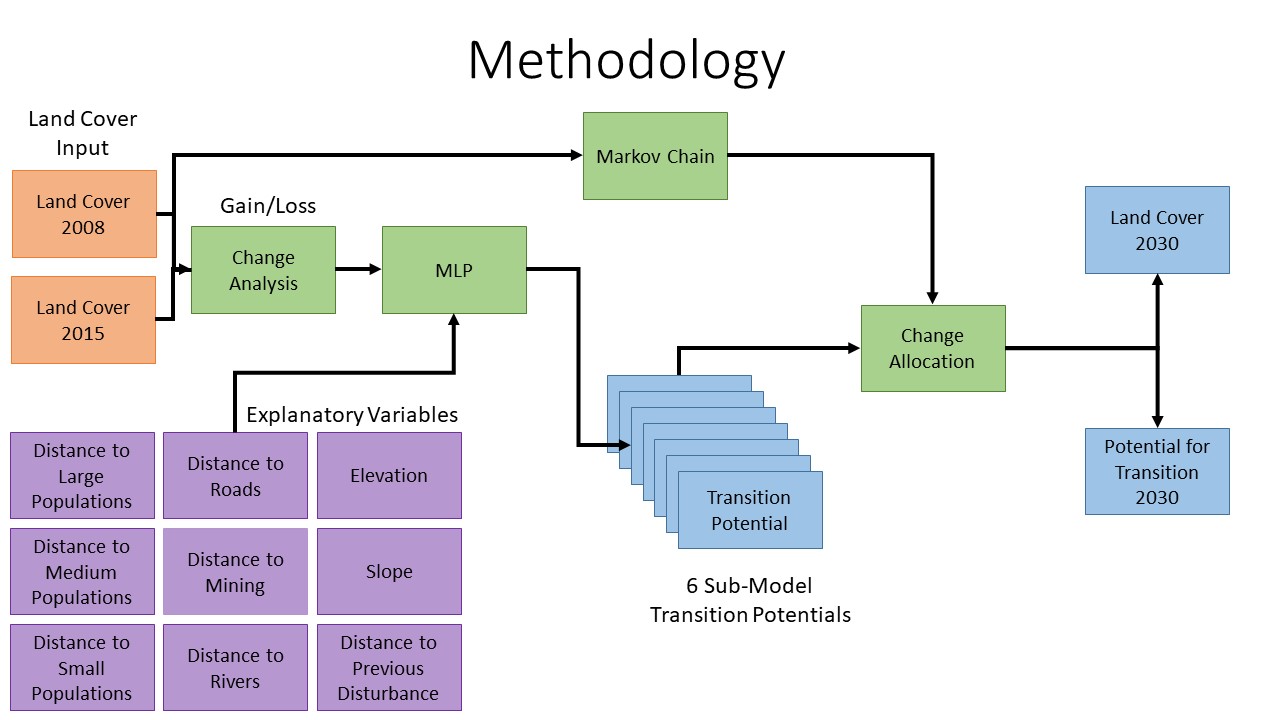 Methodology
Land Cover
Input
Land Cover
2008
Land Cover
2015
Gain/Loss
Change
Analysis
MLP
Markov Chain
Change
Allocation
Land Cover
2030
Potential for
Transition
2030
Explanatory Variables
Distance to
Large
Populations
Distance to
Roads
Elevation
Distance to
Medium
Populations
Distance to
Mining
Slope
Distance to
Small
Populations
Distance to
Rivers
Distance to
Previous
Disturbance
Transition
Potential
6 Sub-Model
Transition Potentials